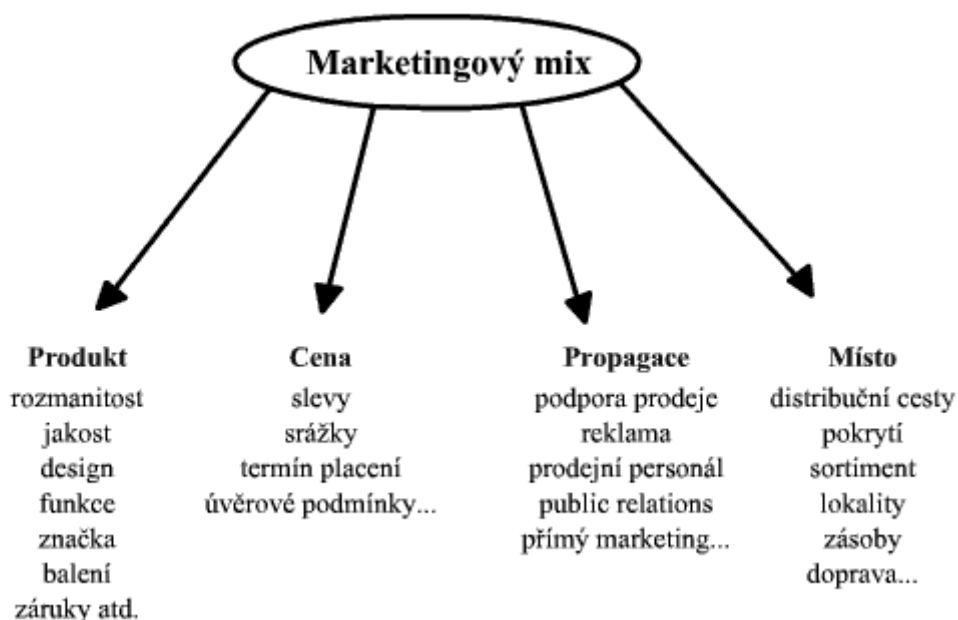 Marketingový mix
Produkt
rozmanitost
jakost
design
funkce
značka
balení
záruky atd.
Cena
slevy
srážky
termín placení
úvěrové podmínky...
Propagace
podpora prodeje
reklama
prodejní personál
public relations
přímý marketing...
Místo
distribuční cesty
pokrytí
sortiment
lokality
zásoby
doprava...